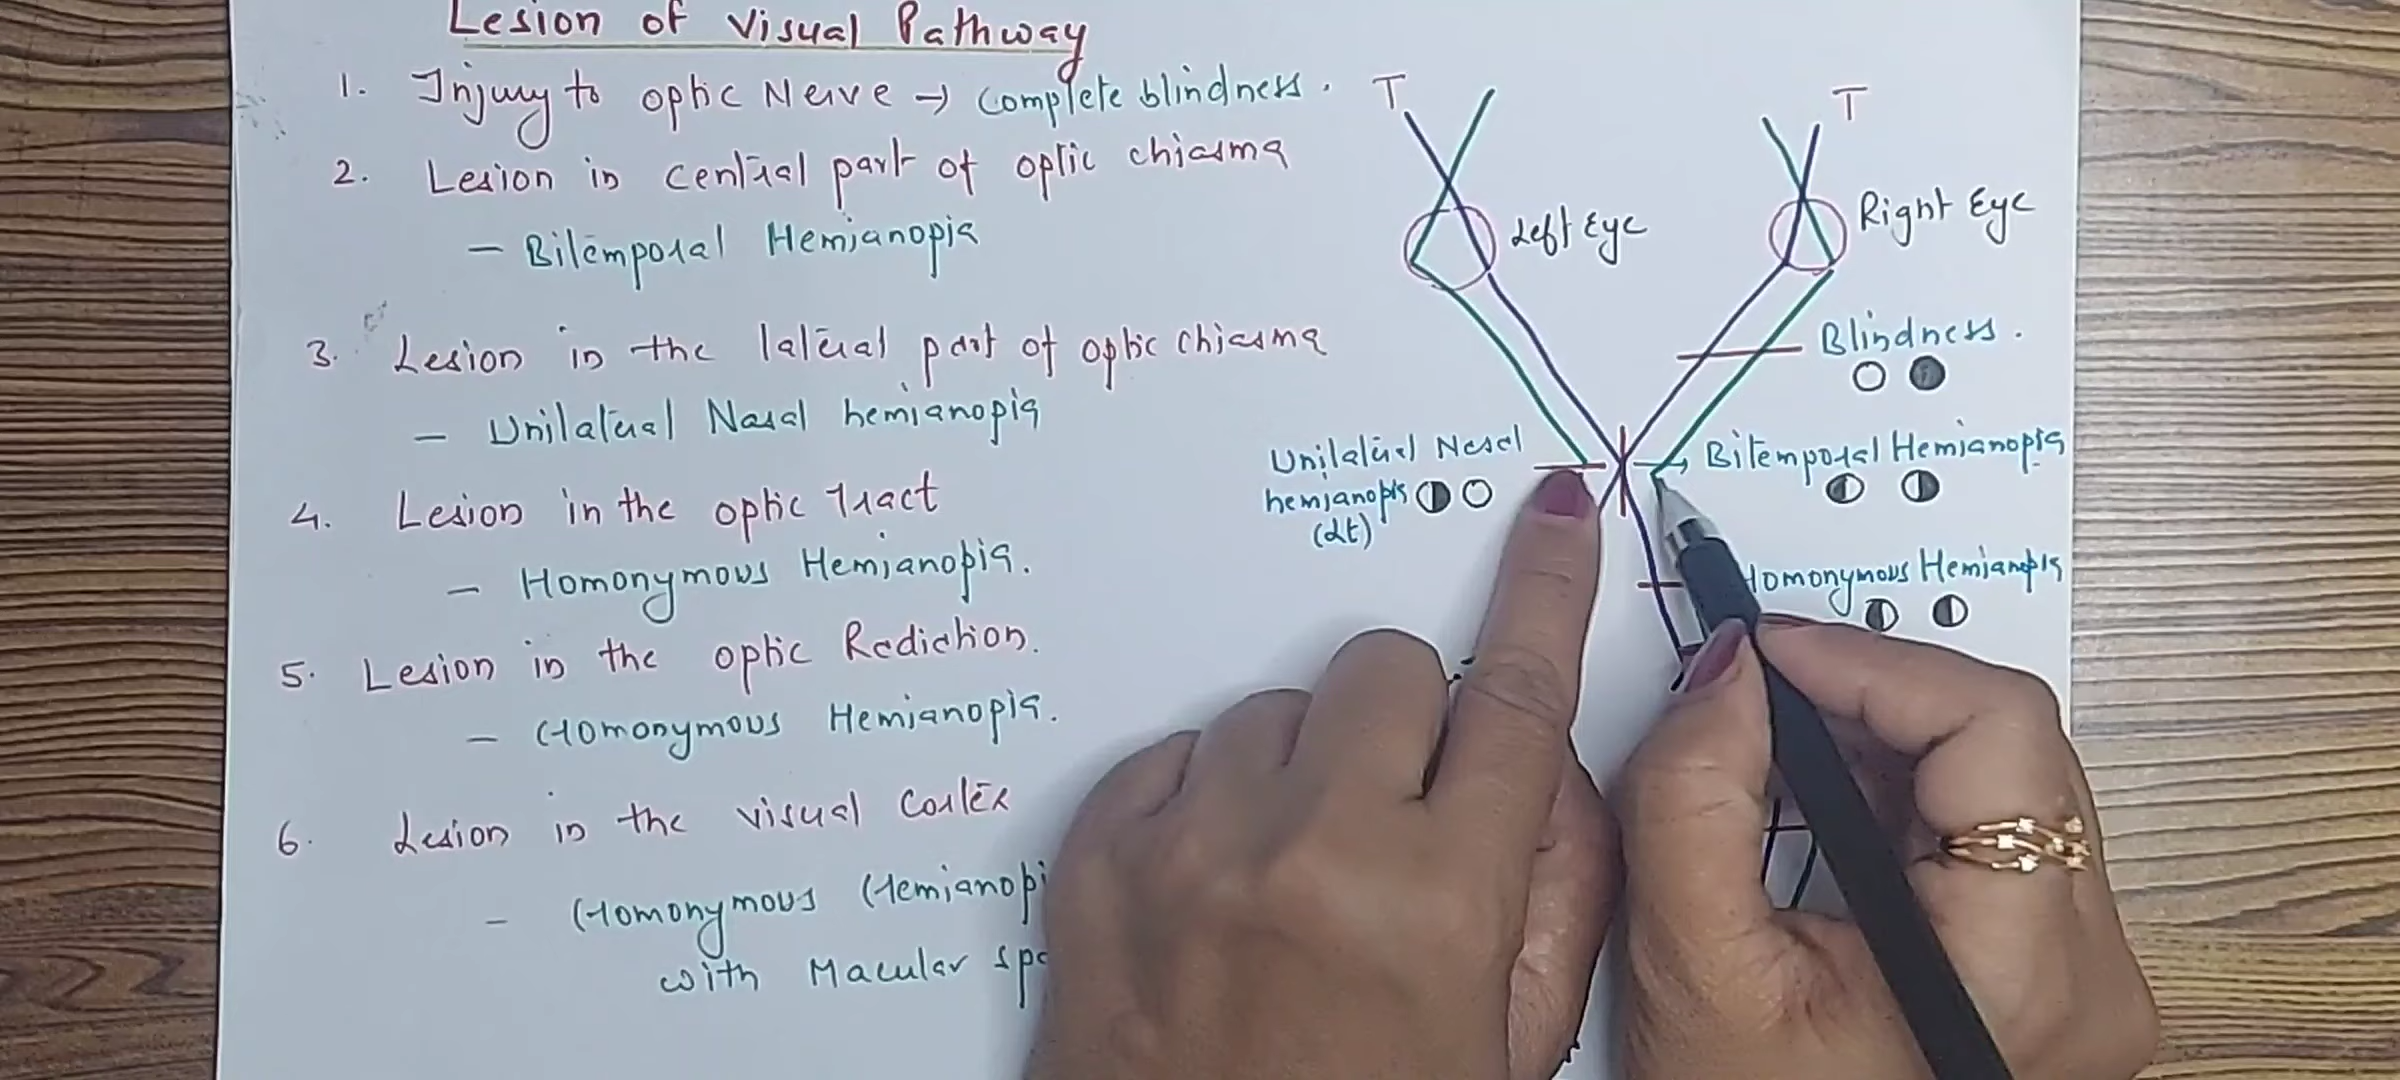 Lesion of Visual Pathway
1. Injury to optic Nerve → complete blindness.
2. Lesion in central part of optic chiasma
- Bitemporal Hemianopia
3. Lesion in the lateral part of optic chiasma
- Unilateral Nasal hemianopia
4. Lesion in the optic Tract
- Homonymous Hemianopia.
5. Lesion in the optic Radiation.
- Homonymous Hemianopia.
6. Lesion in the visual Cortex
- Homonymous Hemianopi
with Macular spa
T
T
Left Eye
Right Eye
Blindness.
Unilateral Nasal
hemianopia
(Lt)
Bitemporal Hemianopia
Homonymous Hemianopia